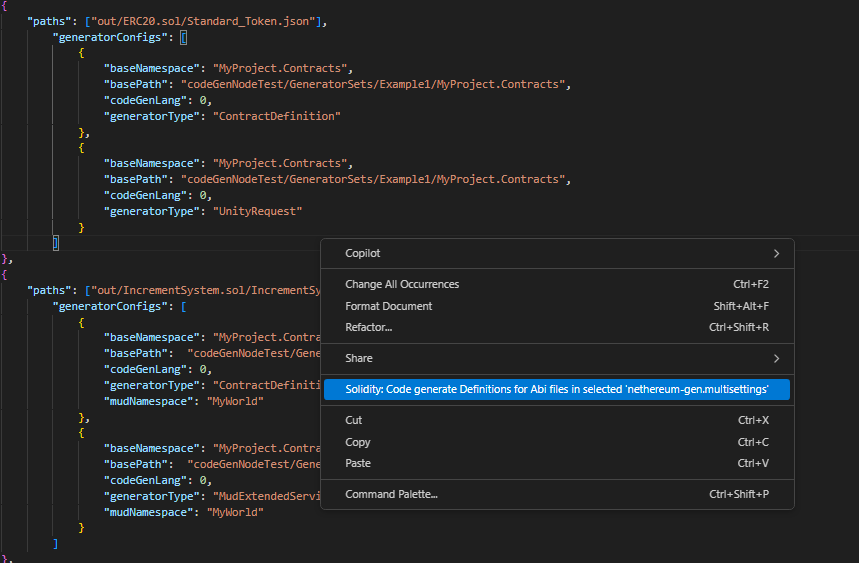 {
"paths": ["out/ERC20.sol/Standard_Token.json"],
"generatorConfigs": [
{
"baseNamespace": "MyProject.Contracts",
"basePath": "codeGenNodeTest/GeneratorSets/Example1/MyProject.Contracts",
"codeGenLang": 0,
"generatorType": "ContractDefinition"
},
{
"baseNamespace": "MyProject.Contracts",
"basePath": "codeGenNodeTest/GeneratorSets/Example1/MyProject.Contracts",
"codeGenLang": 0,
"generatorType": "UnityRequest"
}
]
},
{
"paths": ["out/IncrementSystem.sol/IncrementSy
"generatorConfigs": [
{
"baseNamespace": "MyProject.Contra
"basePath": "codeGenNodeTest/Gene
"codeGenLang": 0,
"generatorType": "ContractDefiniti
"mudNamespace": "MyWorld"
},
{
"baseNamespace": "MyProject.Contra
"basePath": "codeGenNodeTest/Gene
"codeGenLang": 0,
"generatorType": "MudExtendedServi
"mudNamespace": "MyWorld"
}
]
},
Copilot
Change All Occurrences Ctrl+F2
Format Document Shift+Alt+F
Refactor... Ctrl+Shift+R
Share
Solidity: Code generate Definitions for Abi files in selected 'nethereum-gen.multisettings'
Cut Ctrl+X
Copy Ctrl+C
Paste Ctrl+V
Command Palette... Ctrl+Shift+P